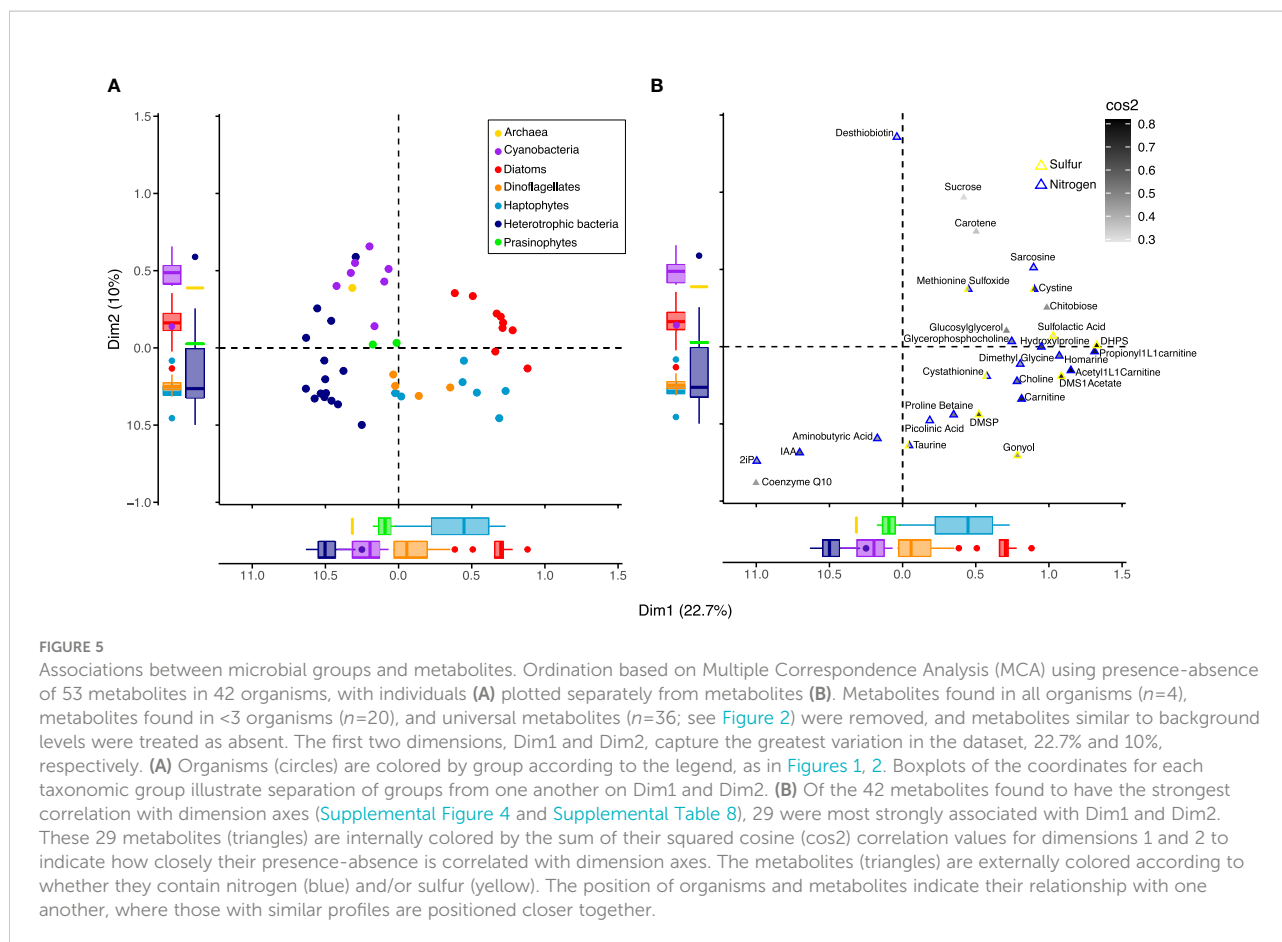 A
B
1.5
1.0
0.5
0.0
10.5
−1.0
Dim2 (10%)
Archaea
Cyanobacteria
Diatoms
Dinoflagellates
Haptophytes
Heterotrophic bacteria
Prasinophytes
11.0 10.5 0.0 0.5 1.0 1.5
cos2
0.8
0.7
0.6
0.5
0.4
0.3
Sulfur
Nitrogen
Desthiobiotin
Sucrose
Carotene
Sarcosine
Methionine Sulfoxide
Cystine
Chitobiose
Glucosylglycerol
Sulfolactic Acid
Glycerophosphocholine
Hydroxyproline
DHPS
Propionyl1L1carnitine
Dimethyl Glycine
Homarine
Acetyl1L1Carnitine
Cystathionine
Choline
DMS1Acetate
Carnitine
Proline Betaine
DMSP
Picolinic Acid
Aminobutyric Acid
Taurine
Gonyol
IAA
2iP
Coenzyme Q10
11.0 10.5 0.0 0.5 1.0 1.5
Dim1 (22.7%)
FIGURE 5
Associations between microbial groups and metabolites. Ordination based on Multiple Correspondence Analysis (MCA) using presence-absence
of 53 metabolites in 42 organisms, with individuals (A) plotted separately from metabolites (B). Metabolites found in all organisms (n=4),
metabolites found in <3 organisms (n=20), and universal metabolites (n=36; see Figure 2) were removed, and metabolites similar to background
levels were treated as absent. The first two dimensions, Dim1 and Dim2, capture the greatest variation in the dataset, 22.7% and 10%,
respectively. (A) Organisms (circles) are colored by group according to the legend, as in Figures 1, 2. Boxplots of the coordinates for each
taxonomic group illustrate separation of groups from one another on Dim1 and Dim2. (B) Of the 42 metabolites found to have the strongest
correlation with dimension axes (Supplemental Figure 4 and Supplemental Table 8), 29 were most strongly associated with Dim1 and Dim2.
These 29 metabolites (triangles) are internally colored by the sum of their squared cosine (cos2) correlation values for dimensions 1 and 2 to
indicate how closely their presence-absence is correlated with dimension axes. The metabolites (triangles) are externally colored according to
whether they contain nitrogen (blue) and/or sulfur (yellow). The position of organisms and metabolites indicate their relationship with one
another, where those with similar profiles are positioned closer together.